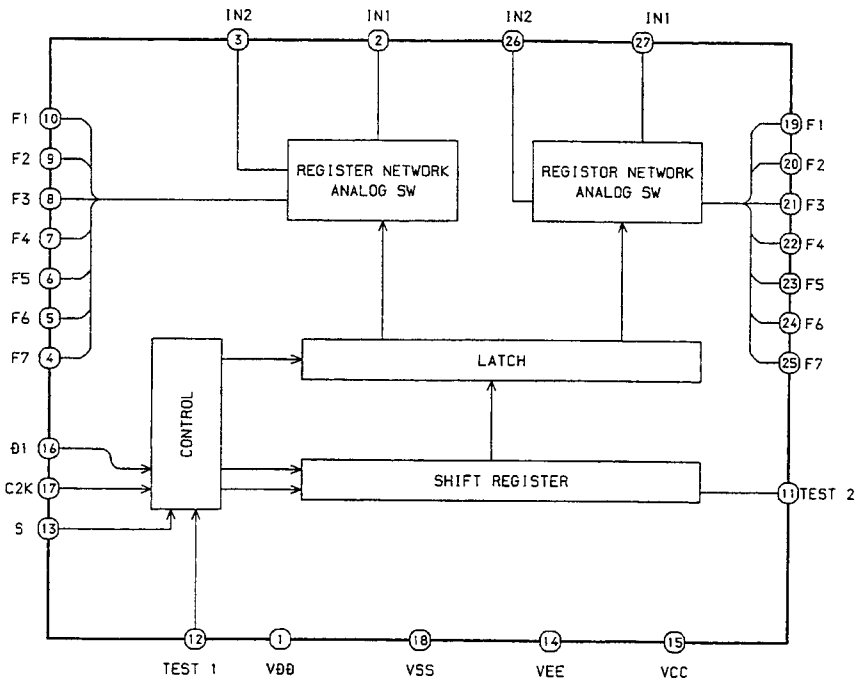 IN2 IN1 IN2 IN1
3 2 26 27
F1 10 19 F1
F2 9 20 F2
F3 8 21 F3
F4 7 22 F4
F5 6 23 F5
F6 5 24 F6
F7 4 25 F7
REGISTER NETWORK
ANALOG SW
REGISTOR NETWORK
ANALOG SW
LATCH
CONTROL
SHIFT REGISTER
Đ1 16
C2K 17
S 13
11 TEST 2
12 1 18 14 15
TEST 1 VĐĐ VSS VEE VCC